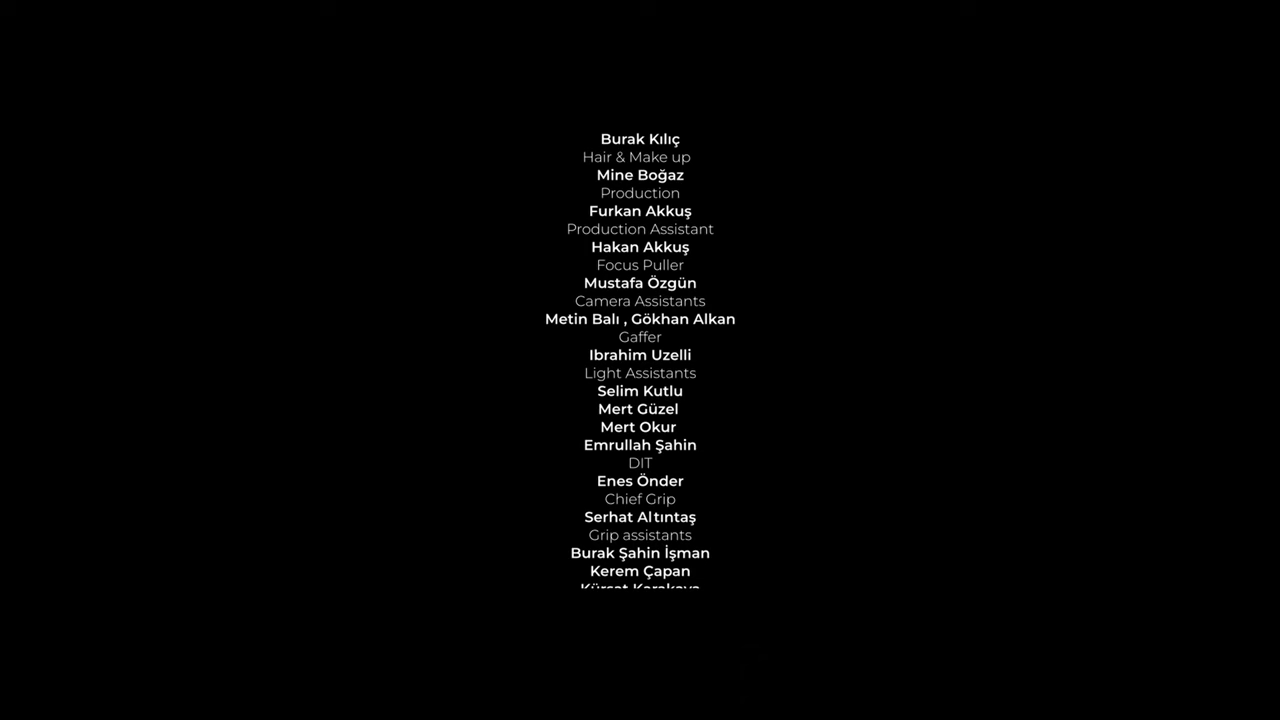 Burak Kılıç
Hair & Make up
Mine Boğaz
Production
Furkan Akkuş
Production Assistant
Hakan Akkuş
Focus Puller
Mustafa Özgün
Camera Assistants
Metin Balı , Gökhan Alkan
Gaffer
Ibrahim Uzelli
Light Assistants
Selim Kutlu
Mert Güzel
Mert Okur
Emrullah Şahin
DIT
Enes Önder
Chief Grip
Serhat Altıntaş
Grip assistants
Burak Şahin İşman
Kerem Çapan